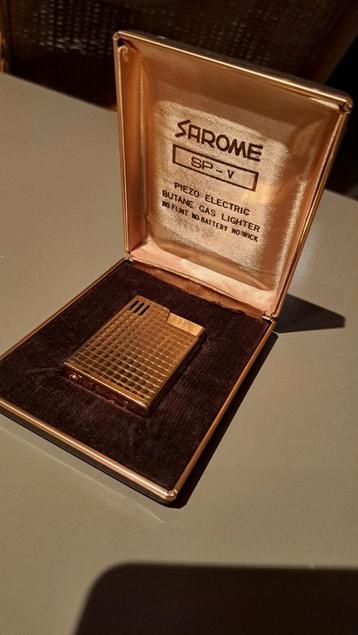 SAROME
SP-V
PIEZO ELECTRIC
BUTANE GAS LIGHTER
NO FLINT NO BATTERY NO WICK